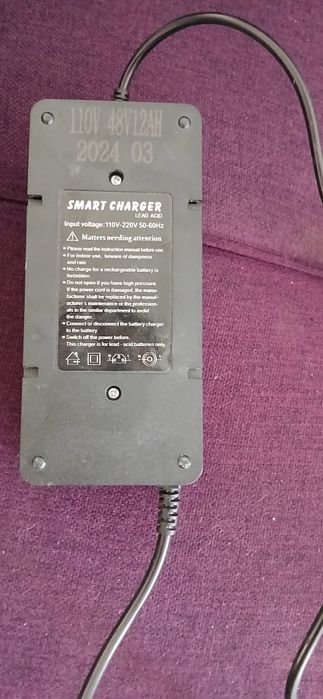 110V 48V12AH
2024 03
SMART CHARGER
LEAD ACID
Input voltage:110V-220V 50-60Hz
Matters needing attention
• Please read the instruction manual before use.
• For indoor use, beware of dampness
and rain
• No charge for a rechargeable battery is
forbidden.
• Do not open if you have high pressure.
If the power cord is damaged, the manu-
facturer shall be replaced by the manuf-
acturer's maintenance or the profession-
als in the similar department to avoid
the danger.
• Connect or disconnect the battery charger
to the battery
• Switch off the power before.
This charger is for lead - acid batteries only.